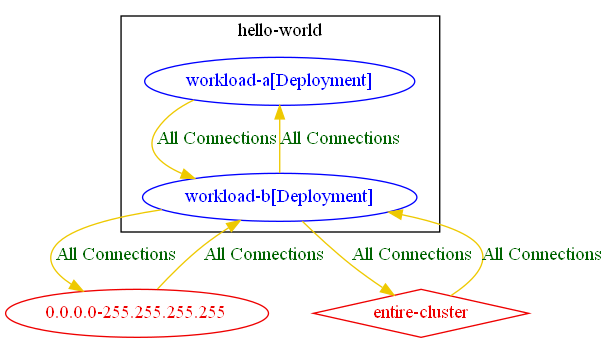 hello-world
workload-a[Deployment]
All Connections
All Connections
workload-b[Deployment]
All Connections
All Connections
All Connections
All Connections
0.0.0.0-255.255.255.255
entire-cluster